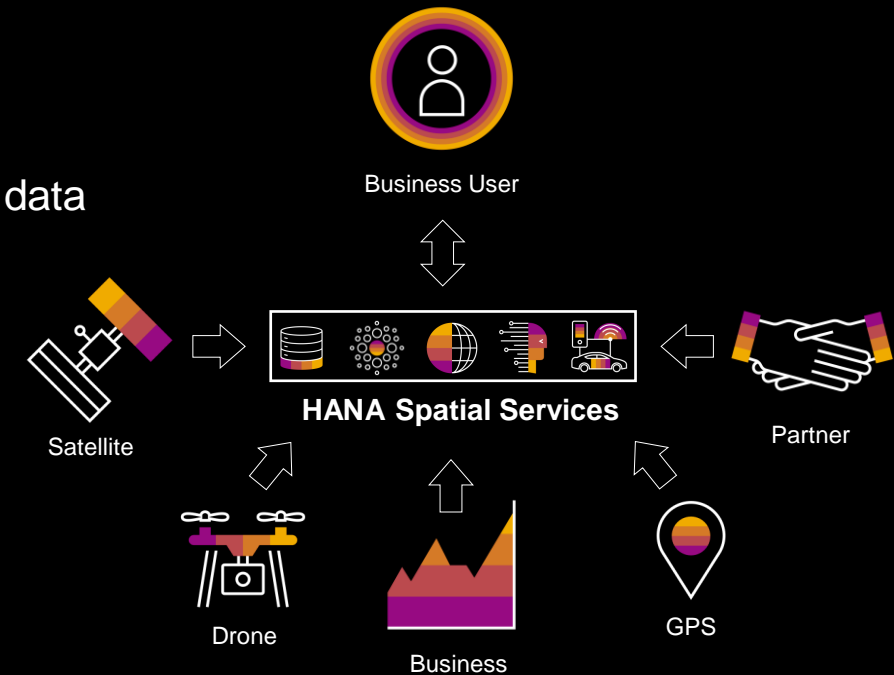 Business User
data
HANA Spatial Services
Satellite
Partner
Drone
GPS
Business